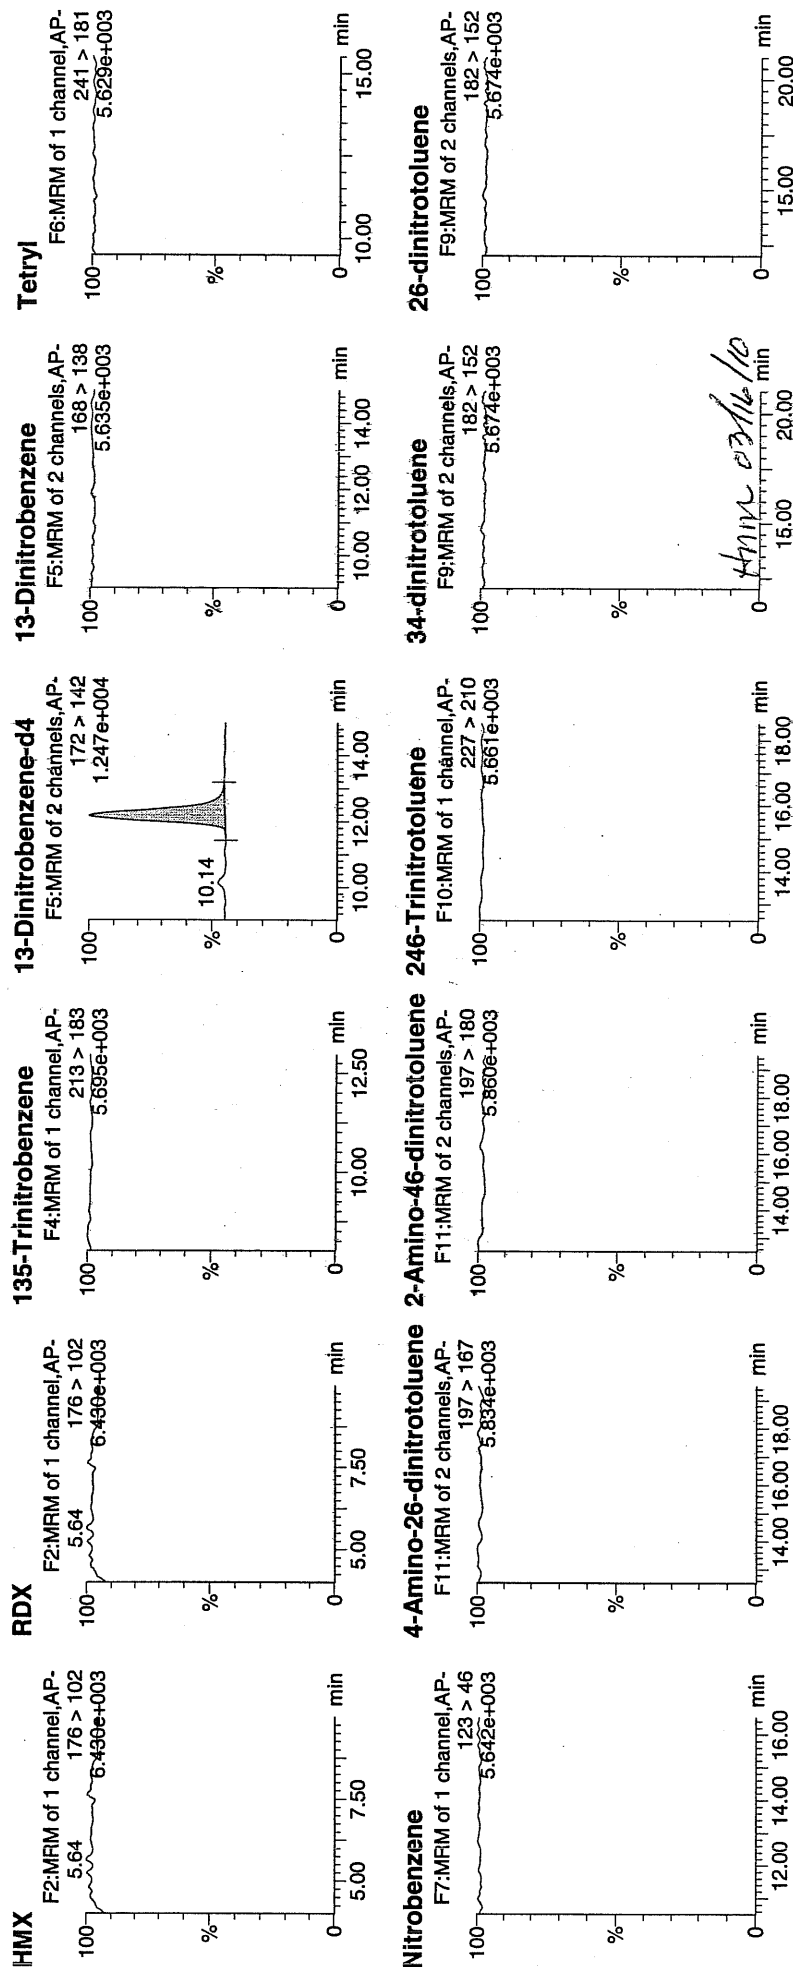 HMX
F2:MRM of 1 channel,AP-
176 > 102
6.430e+003
5.64
100
%
0
5.00
7.50
min
RDX
F2:MRM of 1 channel,AP-
176 > 102
6.430e+003
5.64
100
%
0
5.00
7.50
min
135-Trinitrobenzene
F4:MRM of 1 channel,AP-
213 > 183
5.695e+003
100
%
0
10.00
12.50
min
13-Dinitrobenzene-d4
F5:MRM of 2 channels,AP-
172 > 142
1.247e+004
10.14
100
%
0
10.00
12.00
14.00
min
13-Dinitrobenzene
F5:MRM of 2 channels,AP-
168 > 138
5.635e+003
100
%
0
10.00
12.00
14.00
min
Tetryl
F6:MRM of 1 channel,AP-
241 > 181
5.629e+003
100
%
0
10.00
15.00
min
Nitrobenzene
F7:MRM of 1 channel,AP-
123 > 46
5.642e+003
100
%
0
12.00
14.00
16.00
min
4-Amino-26-dinitrotoluene
F11:MRM of 2 channels,AP-
197 > 167
5.834e+003
100
%
0
14.00
16.00
18.00
min
2-Amino-46-dinitrotoluene
F11:MRM of 2 channels,AP-
197 > 180
5.860e+003
100
%
0
14.00
16.00
18.00
min
246-Trinitrotoluene
F10:MRM of 1 channel,AP-
227 > 210
5.661e+003
100
%
0
14.00
16.00
18.00
min
34-dinitrotoluene
F9:MRM of 2 channels,AP-
182 > 152
5.674e+003
100
%
0
15.00
20.00
min
03/16/10
26-dinitrotoluene
F9:MRM of 2 channels,AP-
182 > 152
5.674e+003
100
%
0
15.00
20.00
min